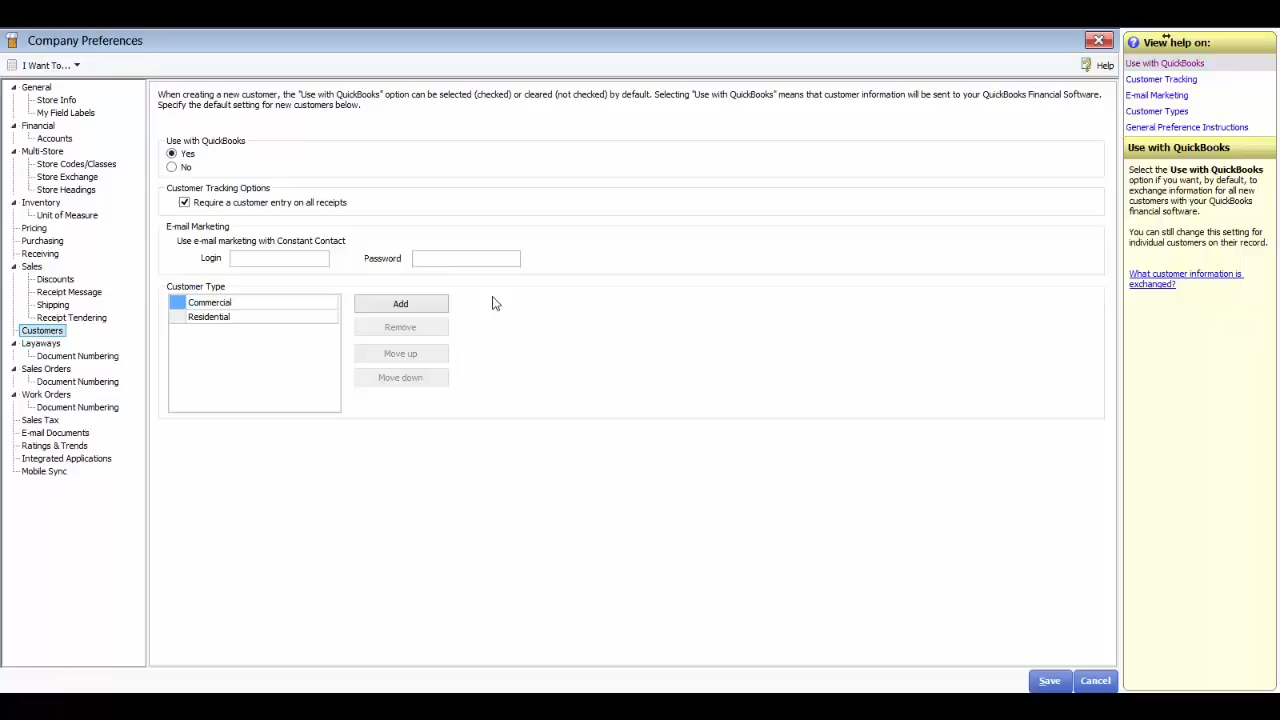 Company Preferences
I Want To...
Help
General
Store Info
My Field Labels
Financial
Accounts
Multi-Store
Store Codes/Classes
Store Exchange
Store Headings
Inventory
Unit of Measure
Pricing
Purchasing
Receiving
Sales
Discounts
Receipt Message
Shipping
Receipt Tendering
Customers
Layaways
Document Numbering
Sales Orders
Document Numbering
Work Orders
Document Numbering
Sales Tax
E-mail Documents
Ratings & Trends
Integrated Applications
Mobile Sync
When creating a new customer, the "Use with QuickBooks" option can be selected (checked) or cleared (not checked) by default. Selecting "Use with QuickBooks" means that customer information will be sent to your QuickBooks Financial Software.
Specify the default setting for new customers below.
Use with QuickBooks
Yes
No
Customer Tracking Options
Require a customer entry on all receipts
E-mail Marketing
Use e-mail marketing with Constant Contact
Login
Password
Customer Type
Commercial
Residential
Add
Remove
Move up
Move down
Save
Cancel
View help on:
Use with QuickBooks
Customer Tracking
E-mail Marketing
Customer Types
General Preference Instructions
Use with QuickBooks
Select the Use with QuickBooks
option if you want, by default, to
exchange information for all new
customers with your QuickBooks
financial software.
You can still change this setting for
individual customers on their record.
What customer information is
exchanged?